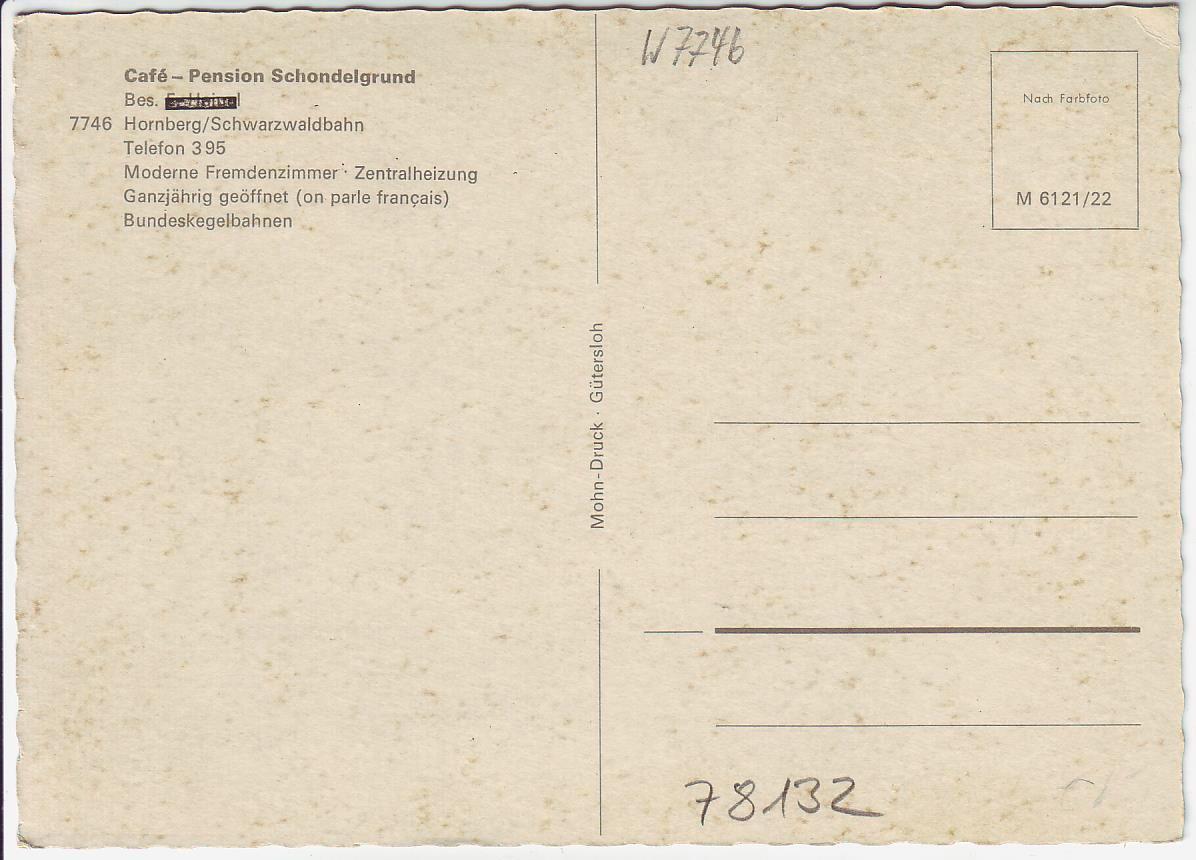 Café – Pension Schondelgrund
Bes.
7746 Hornberg/Schwarzwaldbahn
Telefon 395
Moderne Fremdenzimmer · Zentralheizung
Ganzjährig geöffnet (on parle français)
Bundeskegelbahnen
Mohn-Druck · Gütersloh
W 7746
Nach Farbfoto
M 6121/22
78132